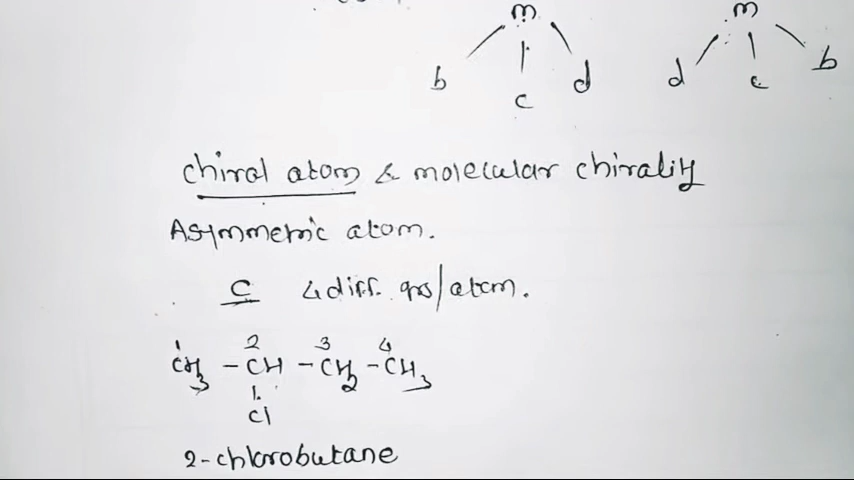 m m
b c d d c b
chiral atom & molecular chirality
Asymmetric atom.
C 4 diff. grs/atom.
1 2 3 4
CH3 - CH - CH2 - CH3
Cl
2-chlorobutane